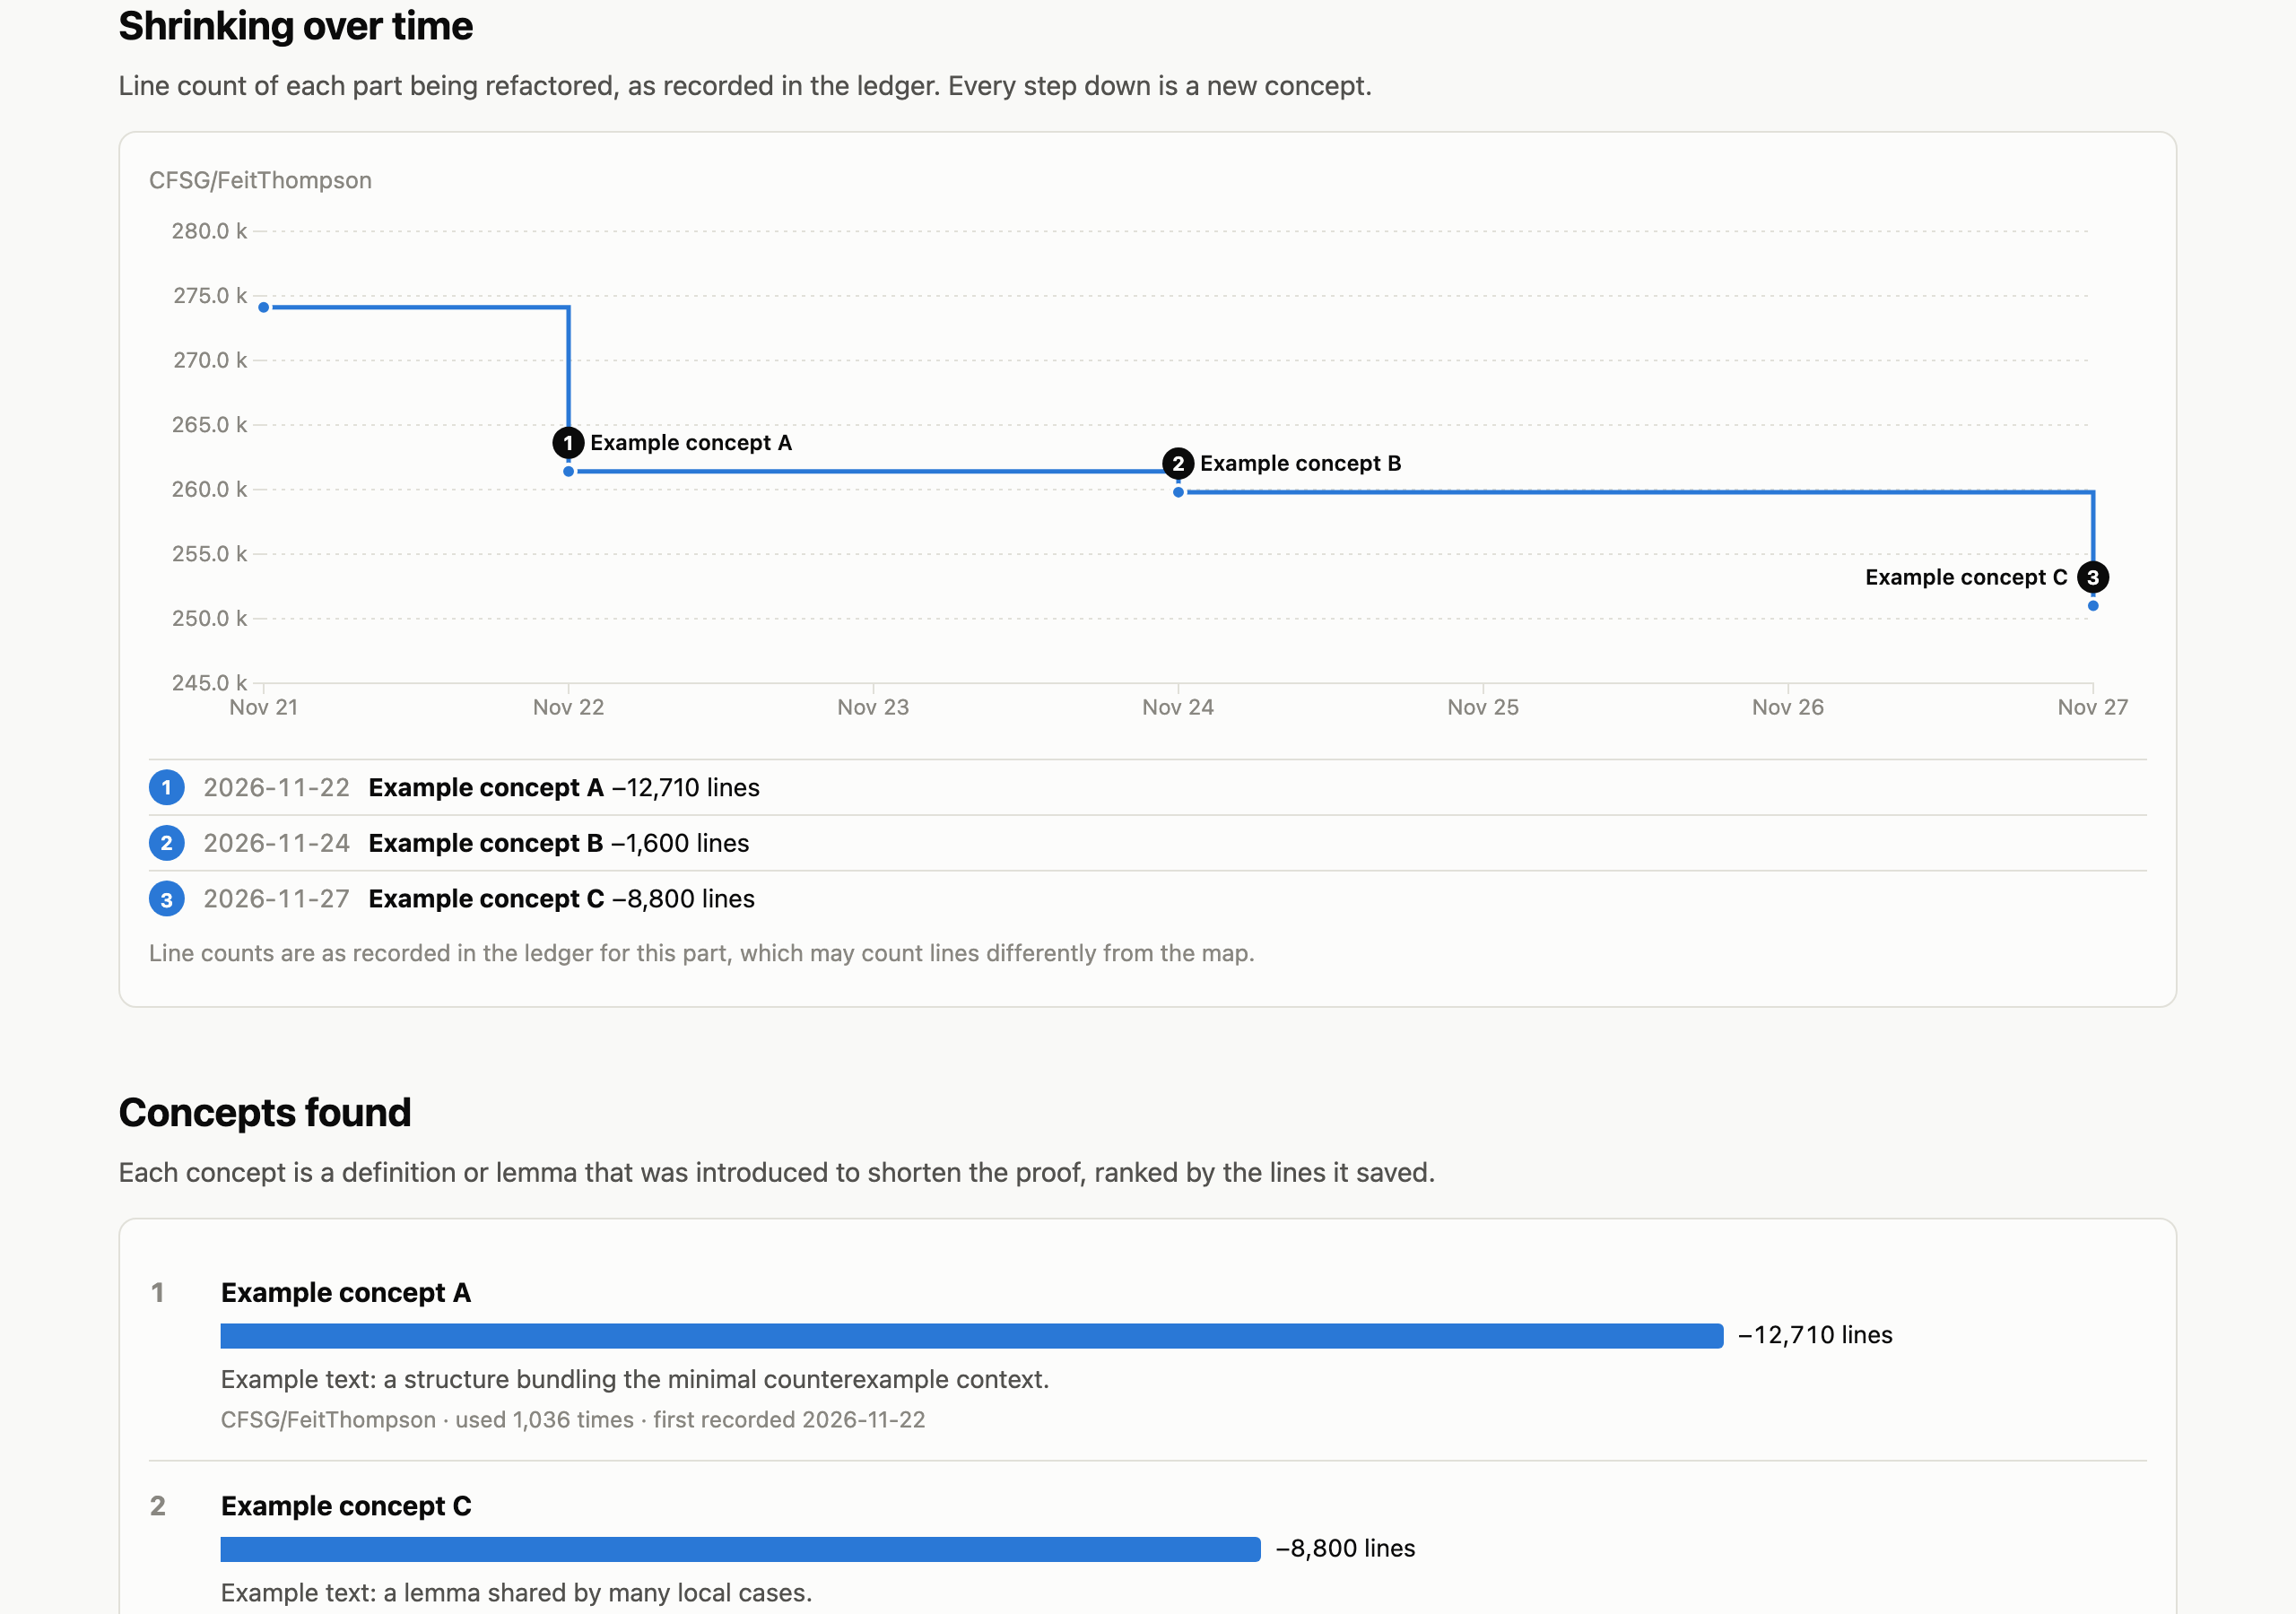 Shrinking over time
Line count of each part being refactored, as recorded in the ledger. Every step down is a new concept.
CFSG/FeitThompson
280.0 k
275.0 k
270.0 k
265.0 k
1 Example concept A
2 Example concept B
260.0 k
255.0 k
Example concept C 3
250.0 k
245.0 k
Nov 21 Nov 22 Nov 23 Nov 24 Nov 25 Nov 26 Nov 27
1 2026-11-22 Example concept A −12,710 lines
2 2026-11-24 Example concept B −1,600 lines
3 2026-11-27 Example concept C −8,800 lines
Line counts are as recorded in the ledger for this part, which may count lines differently from the map.
Concepts found
Each concept is a definition or lemma that was introduced to shorten the proof, ranked by the lines it saved.
1 Example concept A
−12,710 lines
Example text: a structure bundling the minimal counterexample context.
CFSG/FeitThompson · used 1,036 times · first recorded 2026-11-22
2 Example concept C
−8,800 lines
Example text: a lemma shared by many local cases.